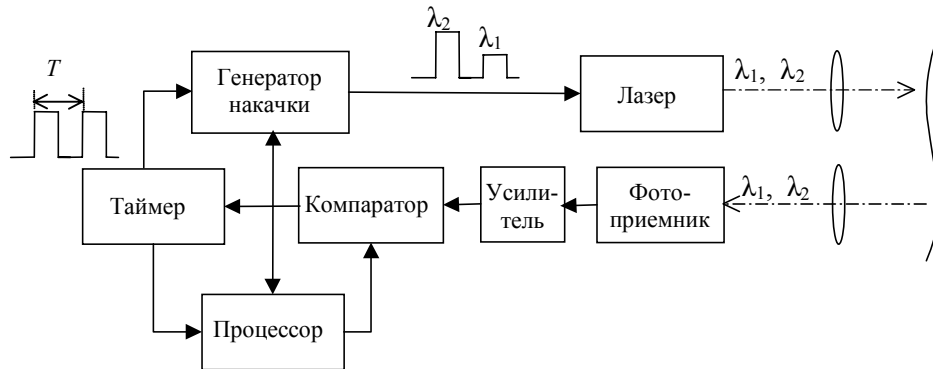 λ2
λ1
T
Генератор
накачки
Лазер
λ1, λ2
Таймер
Компаратор
Усили-
тель
Фото-
приемник
λ1, λ2
Процессор